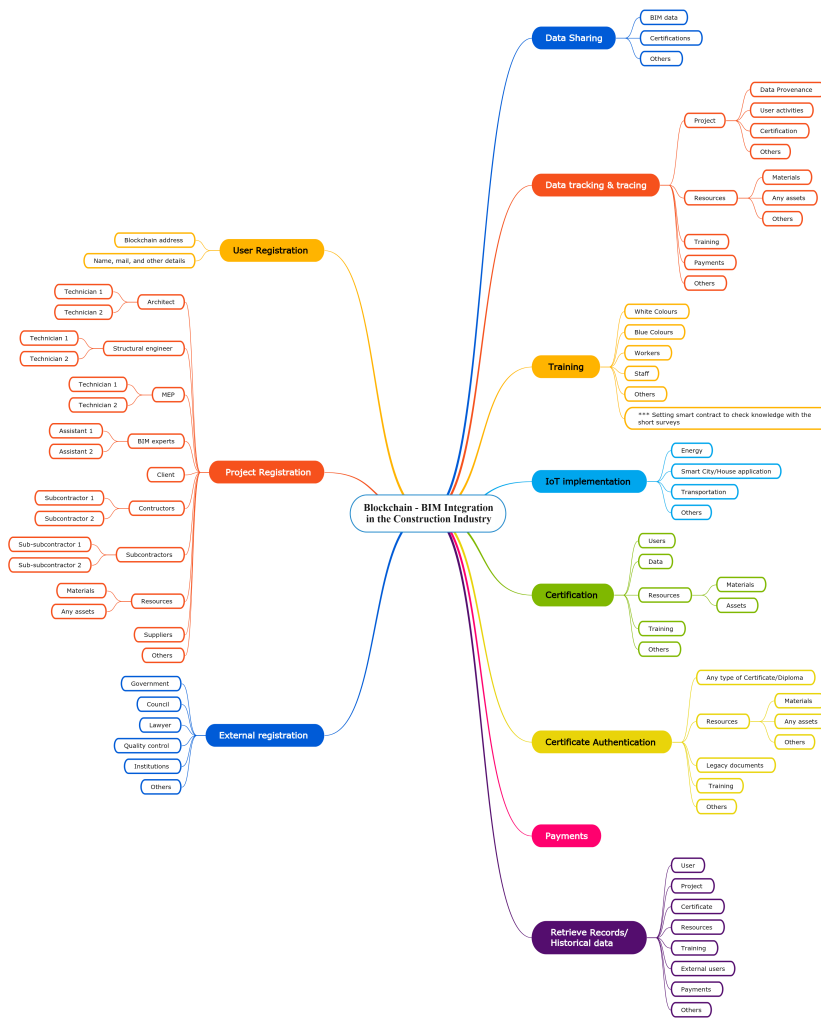 Blockchain - BIM Integration
in the Construction Industry
User Registration
Blockchain address
Name, mail, and other details
Project Registration
Architect
Technician 1
Technician 2
Structural engineer
Technician 1
Technician 2
MEP
Technician 1
Technician 2
BIM experts
Assistant 1
Assistant 2
Client
Contructors
Subcontractor 1
Subcontractor 2
Subcontractors
Sub-subcontractor 1
Sub-subcontractor 2
Resources
Materials
Any assets
Suppliers
Others
External registration
Government
Council
Lawyer
Quality control
Institutions
Others
Data Sharing
BIM data
Certifications
Others
Data tracking & tracing
Project
Data Provenance
User activities
Certification
Others
Resources
Materials
Any assets
Others
Training
Payments
Others
Training
White Colours
Blue Colours
Workers
Staff
Others
*** Setting smart contract to check knowledge with the
short surveys
IoT implementation
Energy
Smart City/House application
Transportation
Others
Certification
Users
Data
Resources
Materials
Assets
Training
Others
Certificate Authentication
Any type of Certificate/Diploma
Resources
Materials
Any assets
Others
Legacy documents
Training
Others
Payments
Retrieve Records/
Historical data
User
Project
Certificate
Resources
Training
External users
Payments
Others